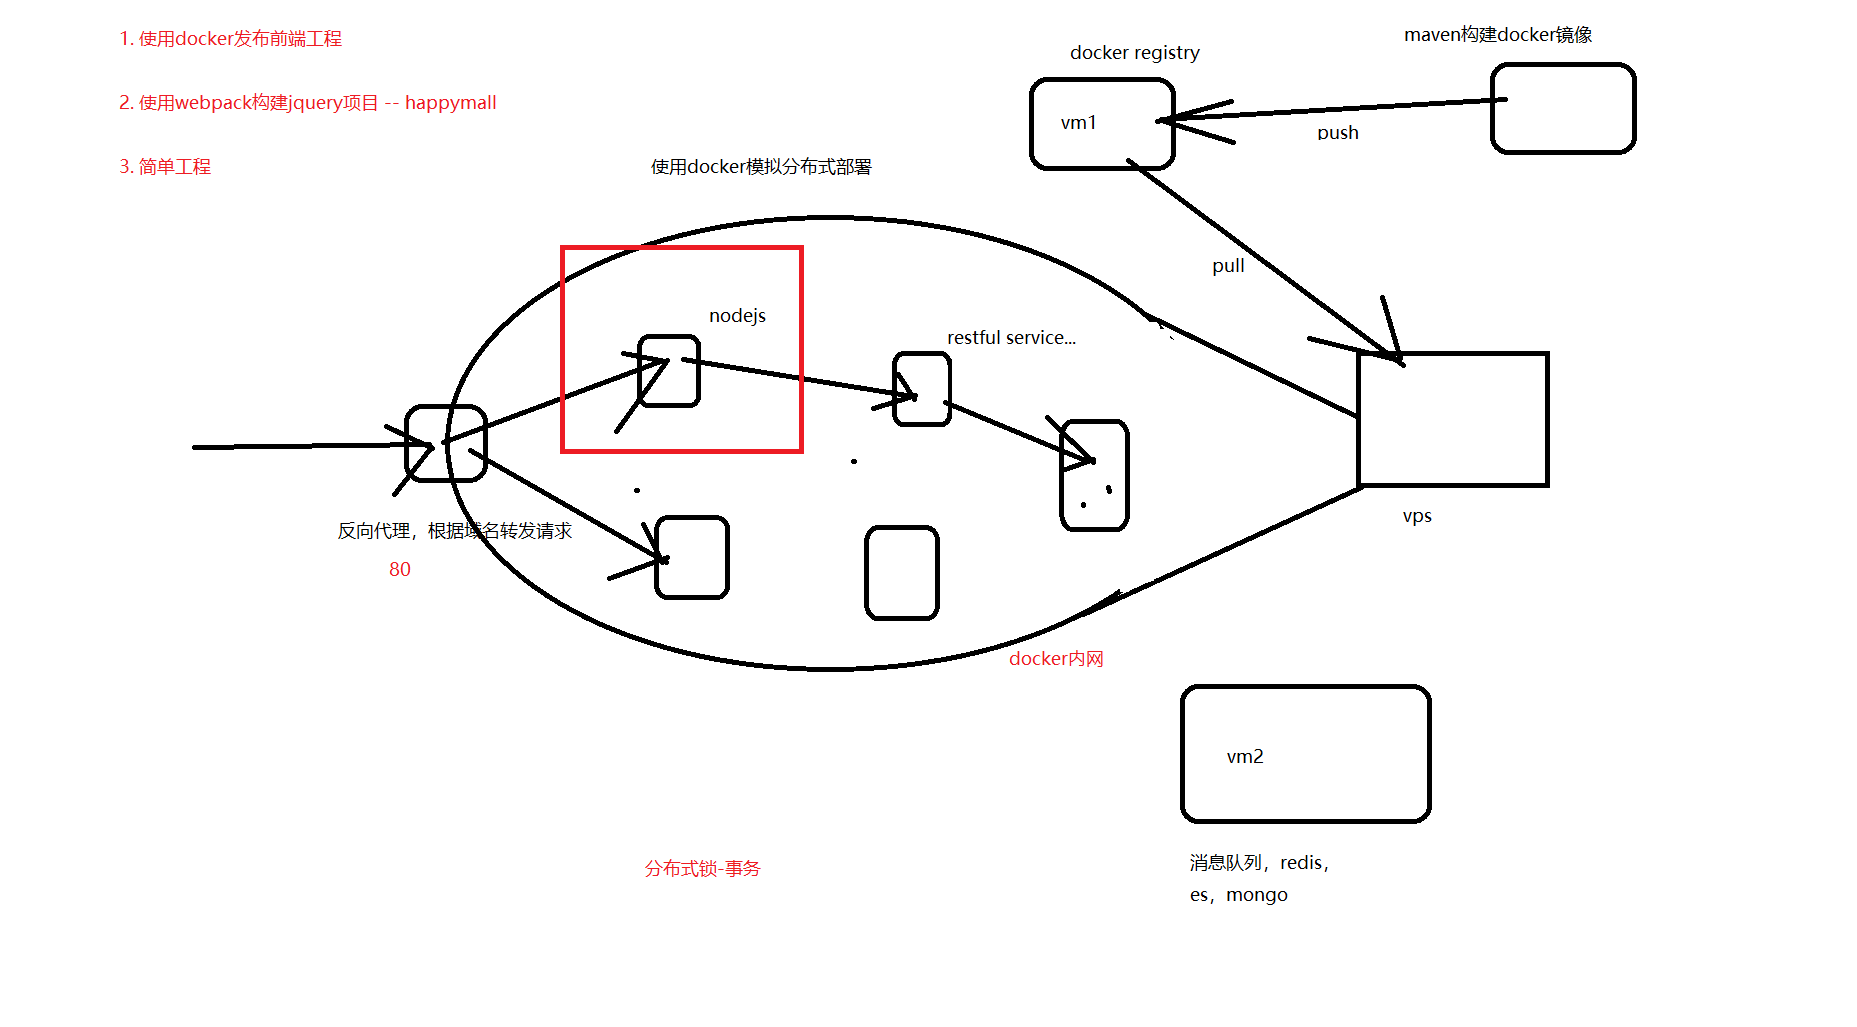 1. 使用docker发布前端工程
2. 使用webpack构建jquery项目 -- happymall
3. 简单工程
使用docker模拟分布式部署
docker registry
maven构建docker镜像
vm1
push
pull
nodejs
restful service...
反向代理，根据域名转发请求
80
vps
docker内网
vm2
分布式锁-事务
消息队列，redis，
es，mongo